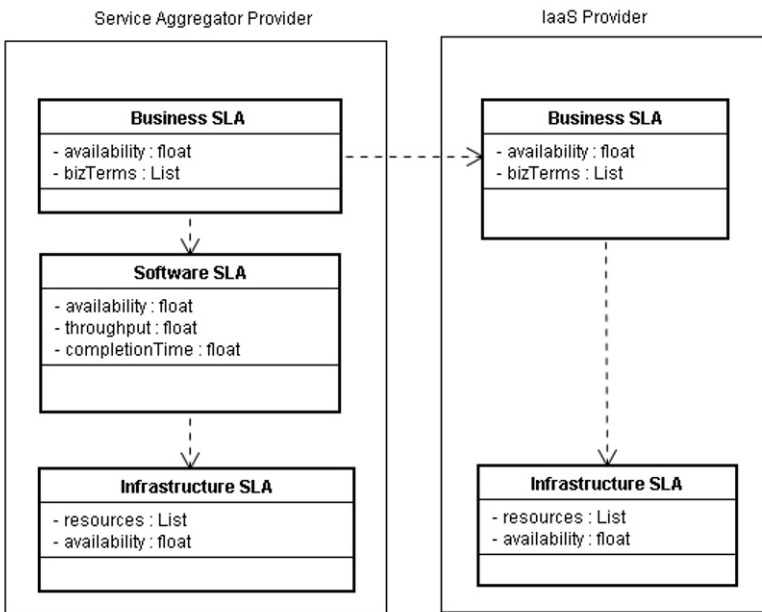 Service Aggregator Provider
Business SLA
- availability : float
- bizTerms : List
Software SLA
- availability : float
- throughput : float
- completionTime : float
Infrastructure SLA
- resources : List
- availability : float
IaaS Provider
Business SLA
- availability : float
- bizTerms : List
Infrastructure SLA
- resources : List
- availability : float